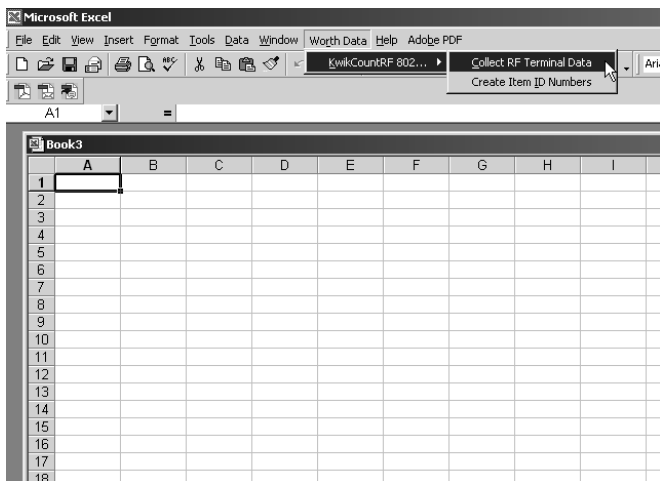 Microsoft Excel
File Edit View Insert Format Tools Data Window Worth Data Help Adobe PDF
KwikCountRF 802... Collect RF Terminal Data
Create Item ID Numbers
A1 =
Book3
A B C D E F G H I
1
2
3
4
5
6
7
8
9
10
11
12
13
14
15
16
17
18